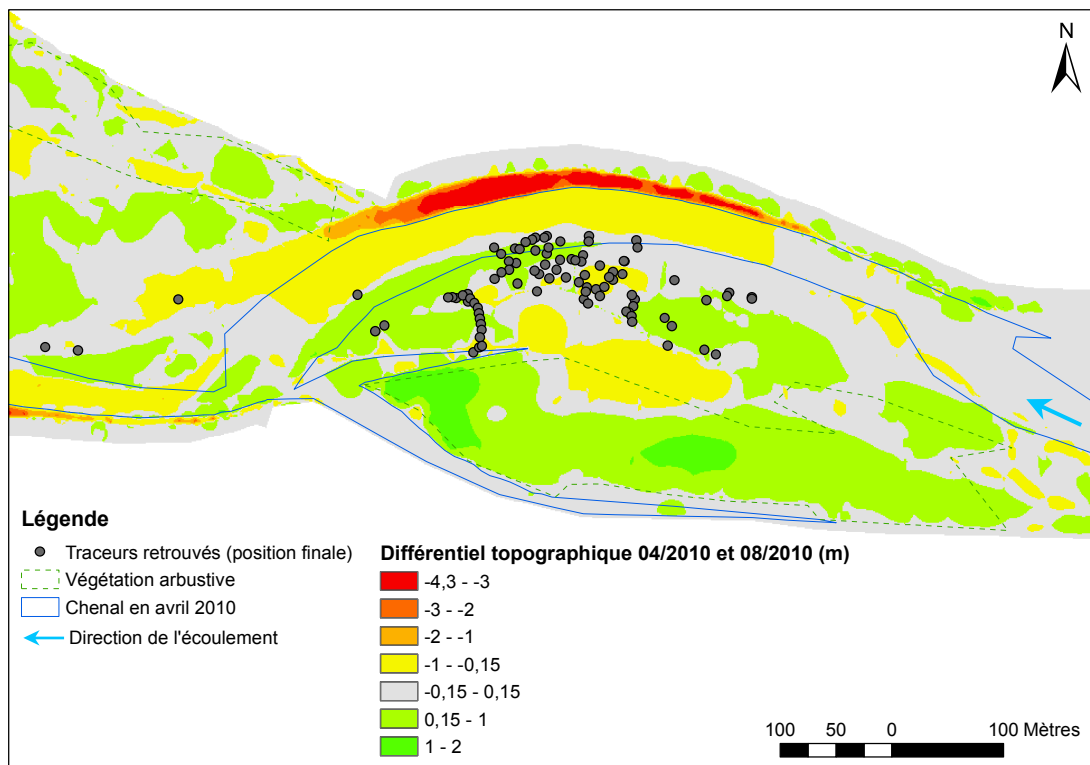 N
Légende
Traceurs retrouvés (position finale)
Végétation arbustive
Chenal en avril 2010
Direction de l'écoulement
Différentiel topographique 04/2010 et 08/2010 (m)
-4,3 - -3
-3 - -2
-2 - -1
-1 - -0,15
-0,15 - 0,15
0,15 - 1
1 - 2
100 50 0 100 Mètres